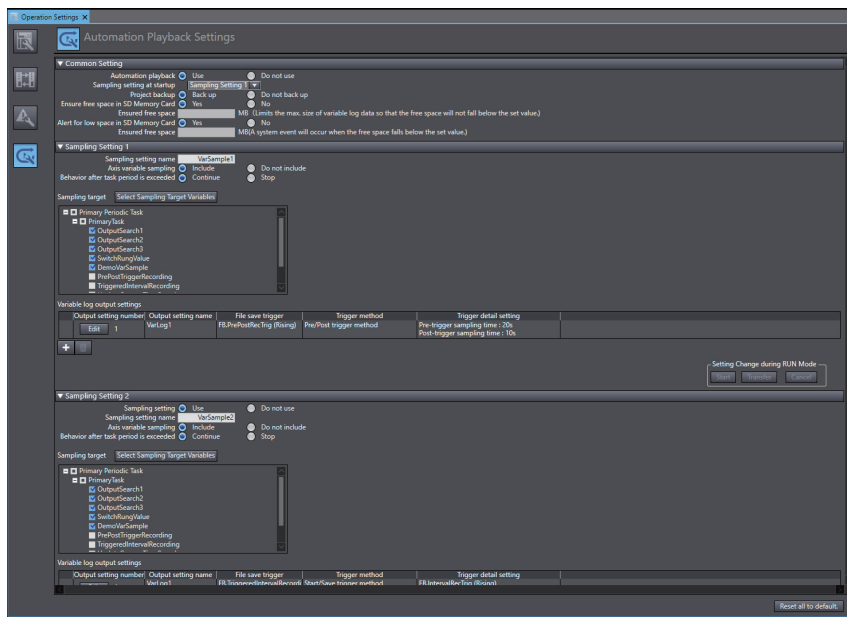 Operation Settings X
Automation Playback Settings
▼ Common Setting
Automation playback Use Do not use
Sampling setting at startup Sampling Setting 1 ▼
Project backup Back up Do not back up
Ensure free space in SD Memory Card Yes No
Ensured free space MB (Limits the max. size of variable log data so that the free space will not fall below the set value.)
Alert for low space in SD Memory Card Yes No
Ensured free space MB(A system event will occur when the free space falls below the set value.)
▼ Sampling Setting 1
Sampling setting name VarSample1
Axis variable sampling Include Do not include
Behavior after task period is exceeded Continue Stop
Sampling target Select Sampling Target Variables
Primary Periodic Task
PrimaryTask
OutputSearch1
OutputSearch2
OutputSearch3
SwitchRungValue
DemoVarSample
PrePostTriggerRecording
TriggeredIntervalRecording
Variable log output settings
Output setting number Output setting name File save trigger Trigger method Trigger detail setting
Edit 1 VarLog1 FB.PrePostRecTrig (Rising) Pre/Post trigger method Pre-trigger sampling time : 20s
Post-trigger sampling time : 10s
+
Setting Change during RUN Mode
Start Transfer Cancel
▼ Sampling Setting 2
Sampling setting Use Do not use
Sampling setting name VarSample2
Axis variable sampling Include Do not include
Behavior after task period is exceeded Continue Stop
Sampling target Select Sampling Target Variables
Primary Periodic Task
PrimaryTask
OutputSearch1
OutputSearch2
OutputSearch3
SwitchRungValue
DemoVarSample
PrePostTriggerRecording
TriggeredIntervalRecording
Variable log output settings
Output setting number Output setting name File save trigger Trigger method Trigger detail setting
1 VarLog1 FB.TriggeredIntervalRecordi Start/Save trigger method FB.IntervalRecTrig (Rising)
Reset all to default.